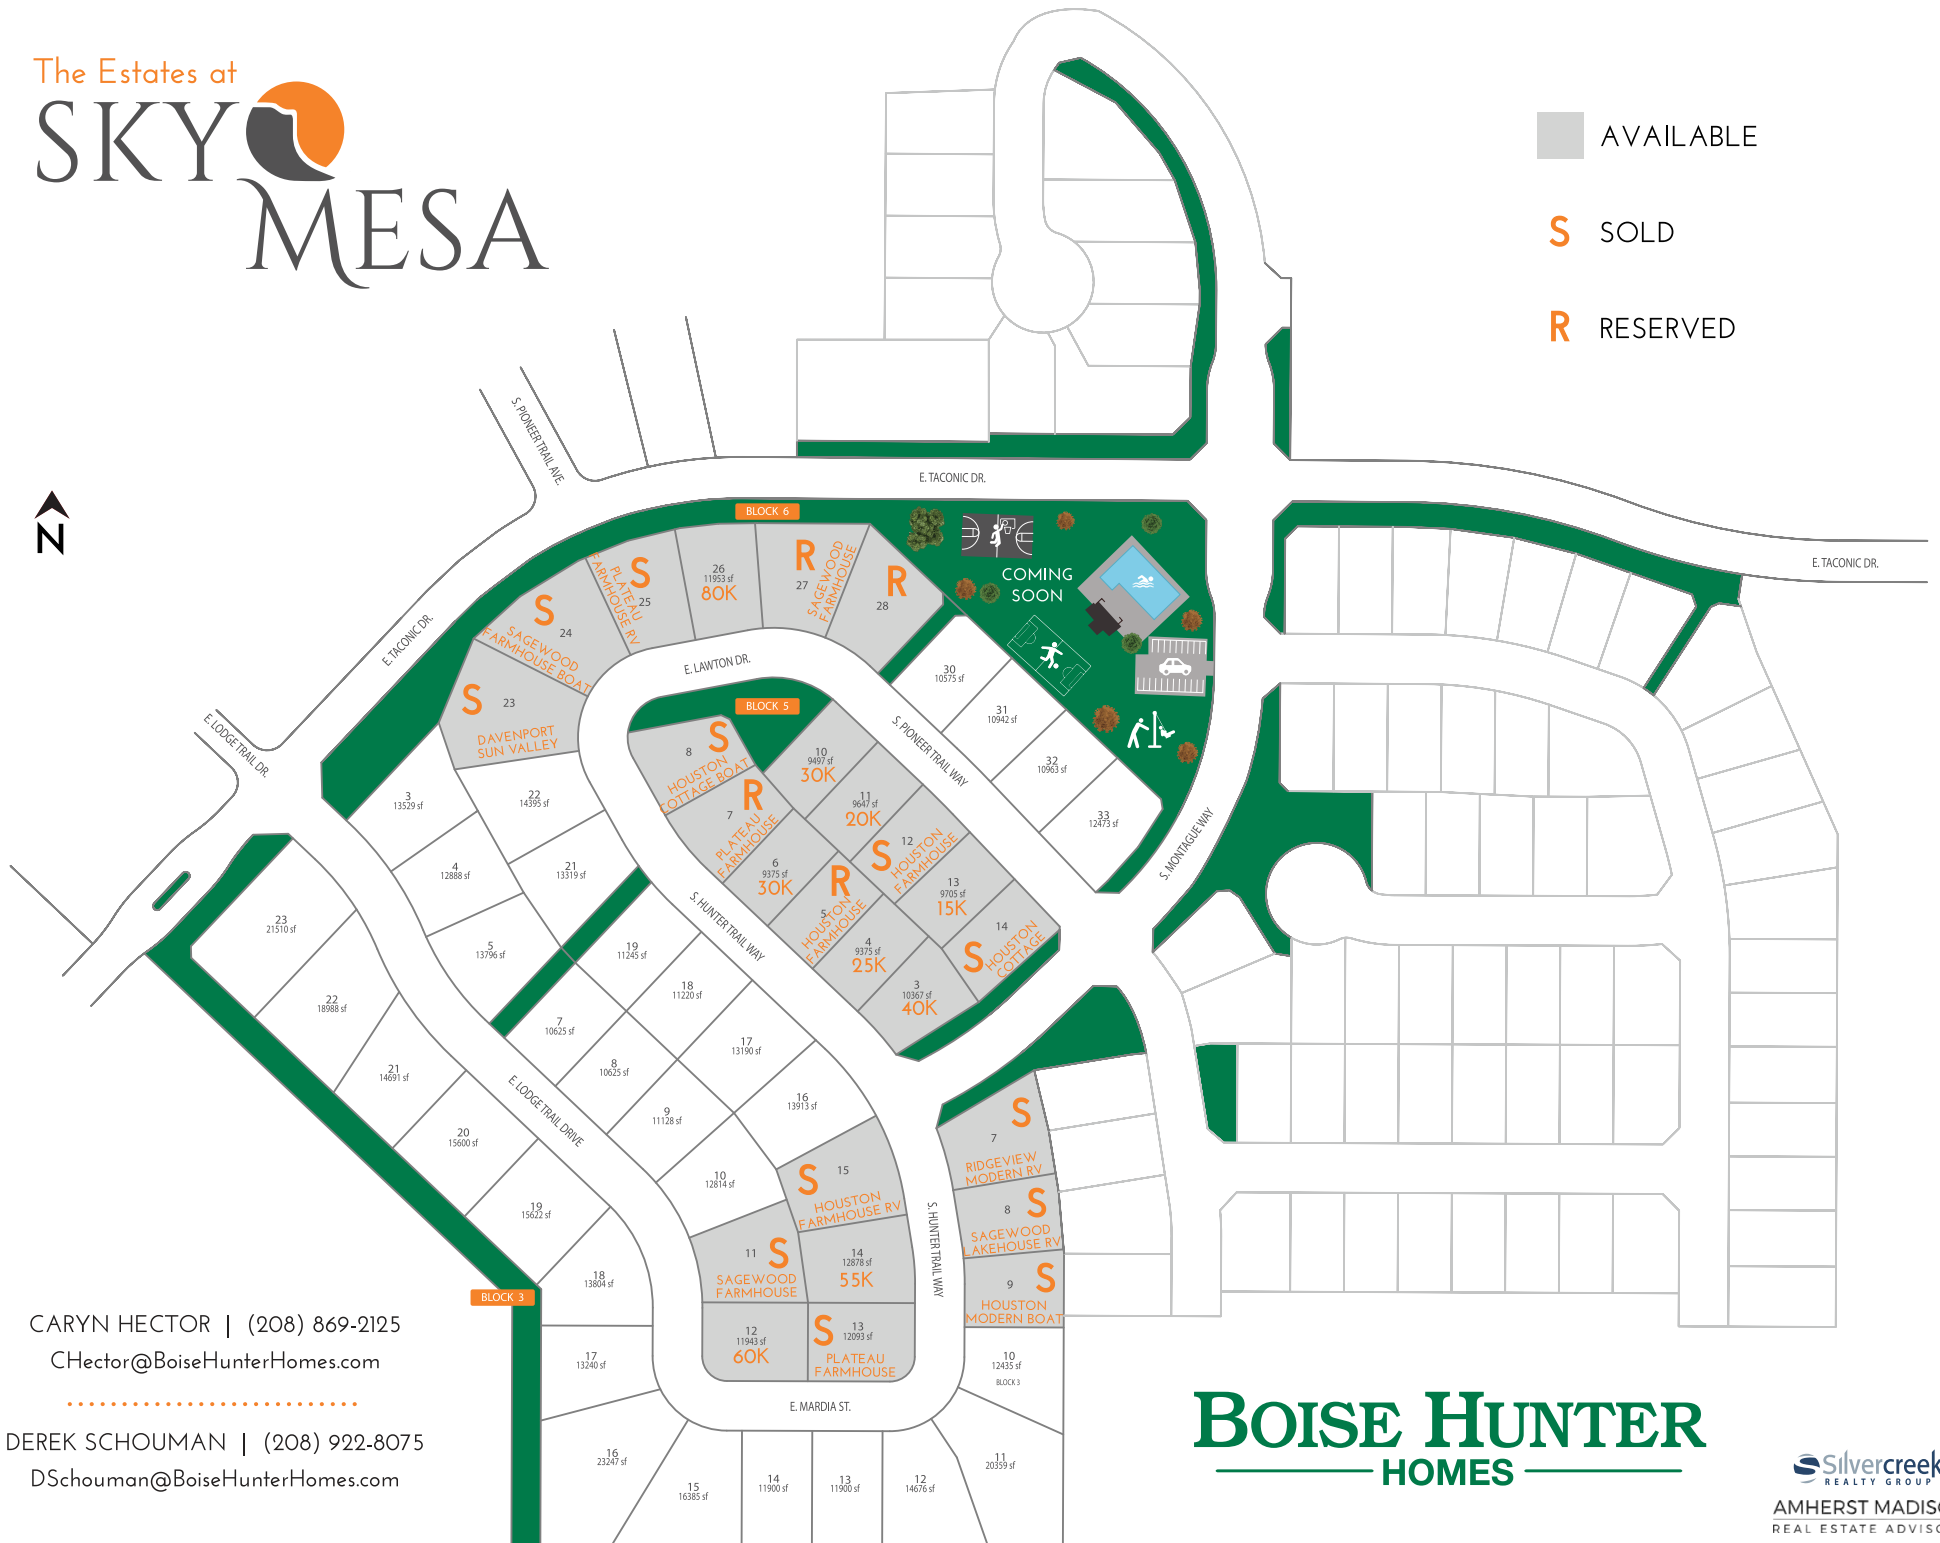 The Estates at
SKY
MESA
AVAILABLE
S SOLD
R RESERVED
N
S. PIONEER TRAIL AVE.
E. TACONIC DR.
E. TACONIC DR.
E. TACONIC DR.
E. LODGE TRAIL DR.
BLOCK 6
COMING
SOON
S
23
DAVENPORT
SUN VALLEY
S
24
SAGEWOOD
FARMHOUSE BOAT
S
25
PLATEAU
FARMHOUSE RV
26
11953 sf
80K
R
27
SAGEWOOD
FARMHOUSE
R
28
E. LAWTON DR.
S. PIONEER TRAIL WAY
S. MONTAGUE WAY
30
10575 sf
31
10942 sf
32
10963 sf
33
12473 sf
BLOCK 5
8
S
HOUSTON
COTTAGE BOAT
7
R
PLATEAU
FARMHOUSE
6
9375 sf
30K
5
R
HOUSTON
FARMHOUSE
4
9375 sf
25K
3
10367 sf
40K
10
9497 sf
30K
11
9647 sf
20K
12
S
HOUSTON
FARMHOUSE
13
9705 sf
15K
14
S
HOUSTON
COTTAGE
S. HUNTER TRAIL WAY
3
13529 sf
22
14395 sf
4
12888 sf
21
13319 sf
5
13796 sf
19
11245 sf
18
11220 sf
7
10625 sf
8
10625 sf
17
13190 sf
9
11128 sf
16
13913 sf
10
12814 sf
S
15
HOUSTON
FARMHOUSE RV
11
S
SAGEWOOD
FARMHOUSE
14
12878 sf
55K
12
11943 sf
60K
S
13
12093 sf
PLATEAU
FARMHOUSE
E. LODGE TRAIL DRIVE
S. HUNTER TRAIL WAY
E. MARDIA ST.
23
21510 sf
22
18988 sf
21
14691 sf
20
15600 sf
19
15622 sf
18
13804 sf
BLOCK 3
17
13240 sf
16
23247 sf
15
16385 sf
14
11900 sf
13
11900 sf
12
14676 sf
11
20359 sf
10
12435 sf
BLOCK 3
S
7
RIDGEVIEW
MODERN RV
8
S
SAGEWOOD
LAKEHOUSE RV
9
S
HOUSTON
MODERN BOAT
CARYN HECTOR | (208) 869-2125
CHector@BoiseHunterHomes.com
DEREK SCHOUMAN | (208) 922-8075
DSchouman@BoiseHunterHomes.com
BOISE HUNTER
HOMES
Silvercreek
REALTY GROUP
AMHERST MADISO
REAL ESTATE ADVISO